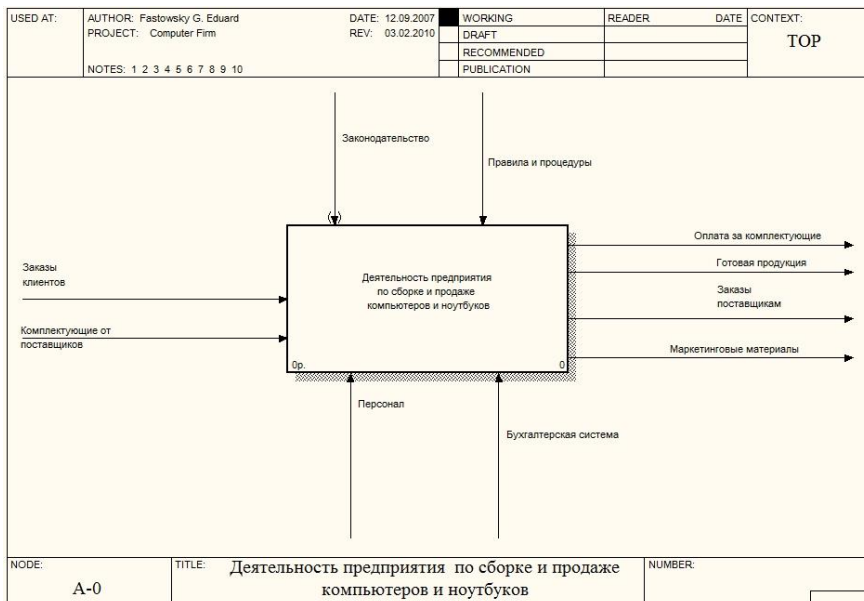 USED AT:
AUTHOR: Fastowsky G. Eduard
DATE: 12.09.2007
PROJECT: Computer Firm
REV: 03.02.2010
NOTES: 1 2 3 4 5 6 7 8 9 10
WORKING
DRAFT
RECOMMENDED
PUBLICATION
READER
DATE
CONTEXT:
TOP
Законодательство
Правила и процедуры
Заказы
клиентов
Комплектующие от
поставщиков
Деятельность предприятия
по сборке и продаже
компьютеров и ноутбуков
0р.
0
Оплата за комплектующие
Готовая продукция
Заказы
поставщикам
Маркетинговые материалы
Персонал
Бухгалтерская система
NODE:
A-0
TITLE:
Деятельность предприятия по сборке и продаже
компьютеров и ноутбуков
NUMBER: